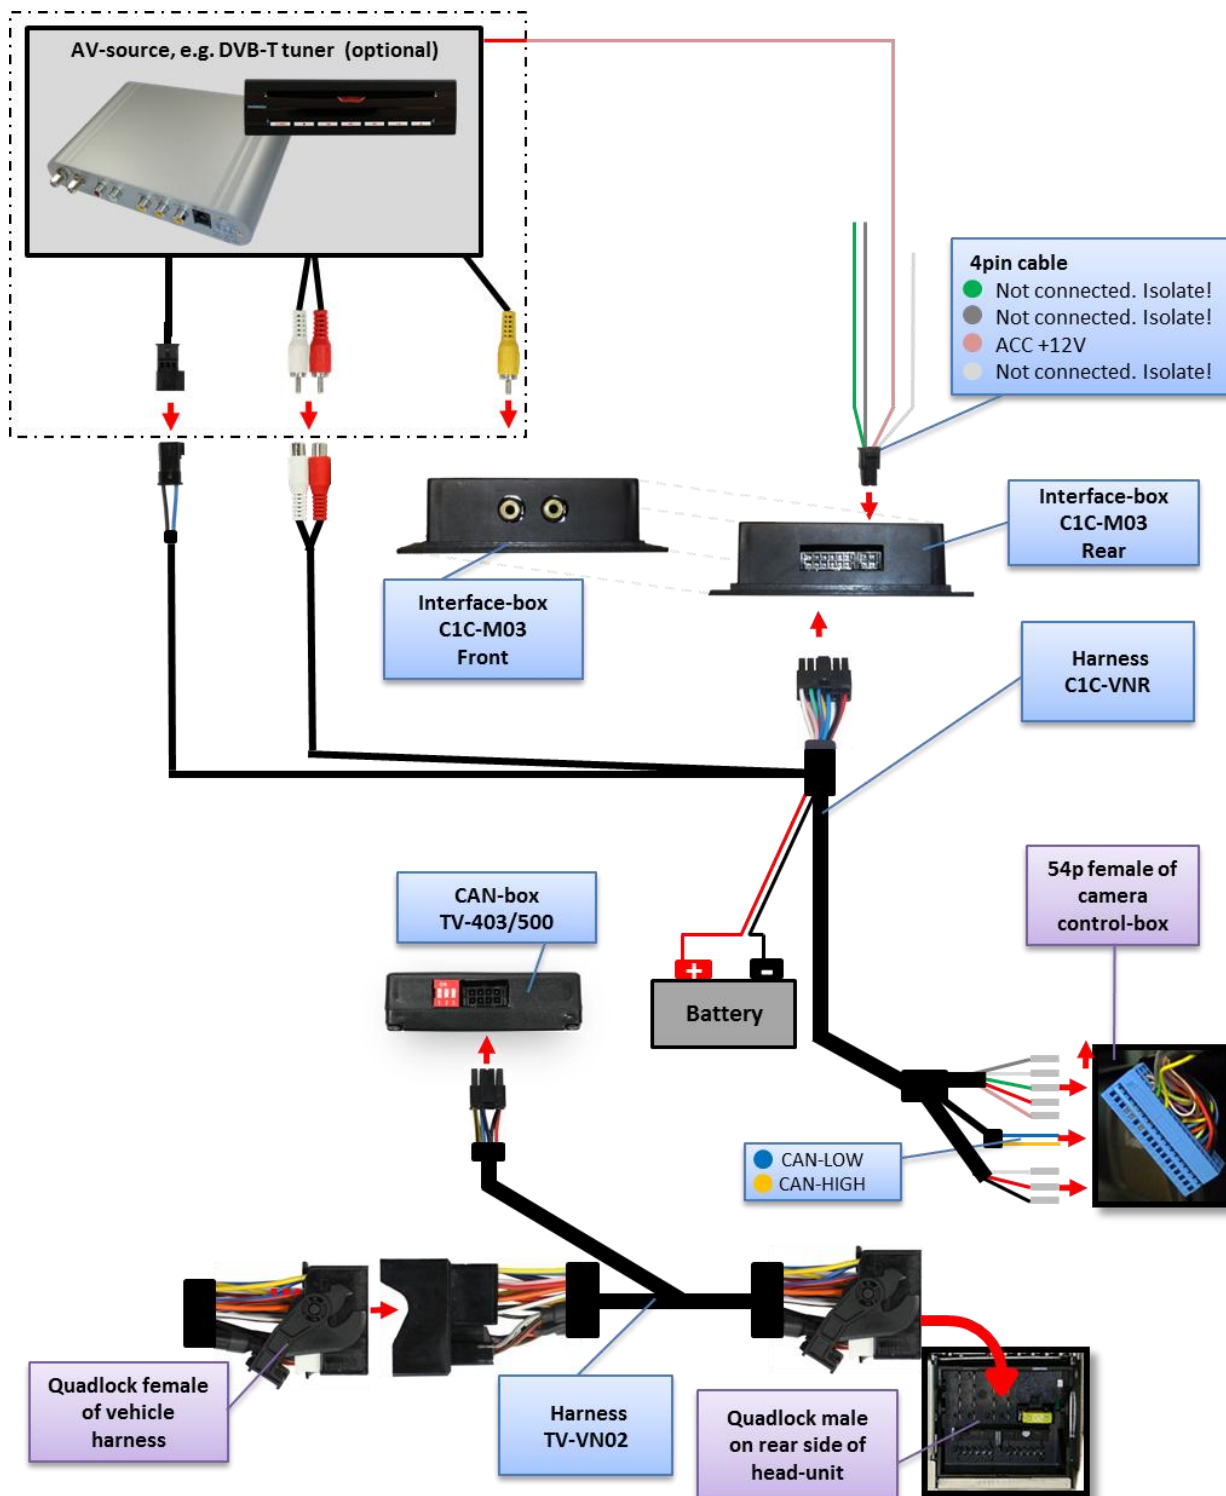 AV-source, e.g. DVB-T tuner (optional)
4pin cable
Not connected. Isolate!
Not connected. Isolate!
ACC +12V
Not connected. Isolate!
Interface-box
C1C-M03
Rear
Interface-box
C1C-M03
Front
Harness
C1C-VNR
CAN-box
TV-403/500
54p female of
camera
control-box
+ -
Battery
CAN-LOW
CAN-HIGH
Quadlock female
of vehicle
harness
Harness
TV-VN02
Quadlock male
on rear side of
head-unit